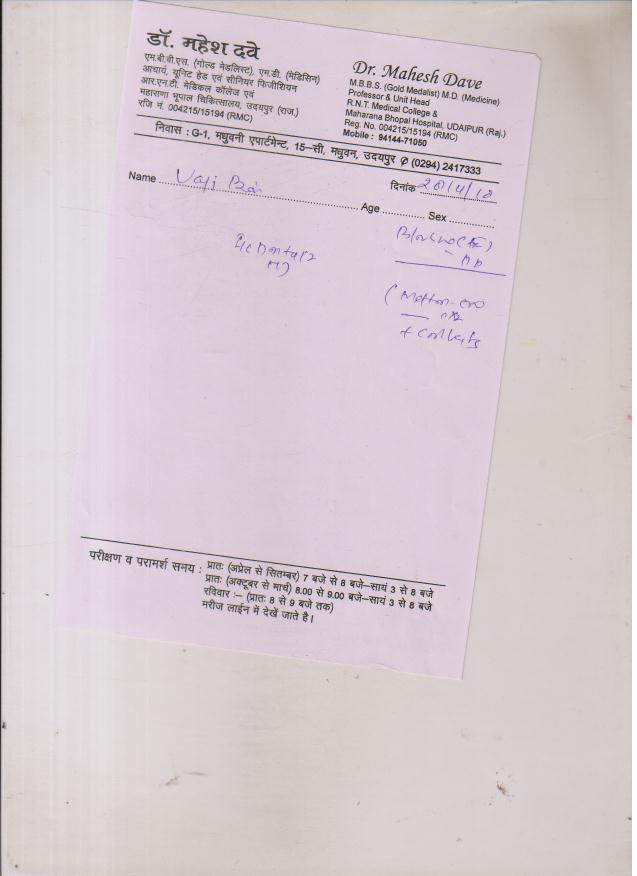 डॉ. महेश दवे
एम.बी.बी.एस. (गोल्ड मेडलिस्ट), एम.डी. (मेडिसिन)
आचार्य, यूनिट हेड एवं सीनियर फिजीशियन
आर.एन.टी. मेडिकल कॉलेज एवं
महाराणा भूपाल चिकित्सालय, उदयपुर (राज.)
रजि नं. 004215/15194 (RMC)
Dr. Mahesh Dave
M.B.B.S. (Gold Medalist) M.D. (Medicine)
Professor & Unit Head
R.N.T. Medical College &
Maharana Bhopal Hospital, UDAIPUR (Raj.)
Reg. No. 004215/15194 (RMC)
Mobile : 94144-71050
निवास : G-1, मधुवनी एपार्टमेन्ट, 15–सी, मधुवन, उदयपुर ✆ (0294) 2417333
दिनांक
Name
Age Sex
परीक्षण व परामर्श समय : प्रातः (अप्रेल से सितम्बर) 7 बजे से 8 बजे–सायं 3 से 8 बजे
प्रातः (अक्टूबर से मार्च) 8.00 से 9.00 बजे–सायं 3 से 8 बजे
रविवार :– (प्रातः 8 से 9 बजे तक)
मरीज लाईन में देखें जाते है।